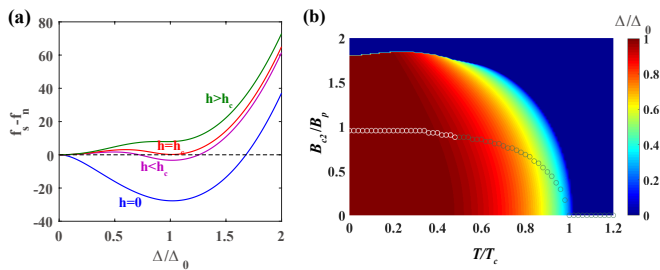 (a)
80
60
40
20
0
-20
-40
f_s-f_n
h>h_c
h=h_c
h<h_c
h=0
0
0.5
1
1.5
2
Δ/Δ_0
(b)
Δ/Δ_0
2
1.5
1
0.5
0
B_c2/B_p
0
0.2
0.4
0.6
0.8
1
1.2
T/T_c
1
0.8
0.6
0.4
0.2
0